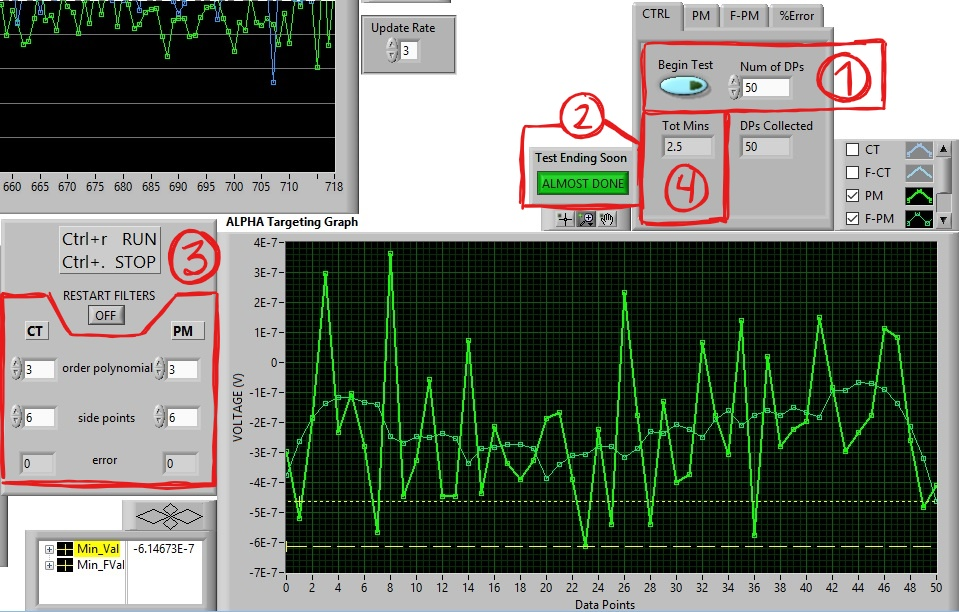 660 665 670 675 680 685 690 695 700 705 710 718
Update Rate
3
CTRL PM F-PM %Error
Begin Test
Num of DPs
50
1
Tot Mins
2.5
DPs Collected
50
4
2
Test Ending Soon
ALMOST DONE
CT
F-CT
PM
F-PM
Ctrl+r RUN
Ctrl+. STOP
3
RESTART FILTERS
OFF
CT
PM
3 order polynomial 3
6 side points 6
0 error 0
Min_Val -6.14673E-7
Min_FVal
ALPHA Targeting Graph
VOLTAGE (V)
4E-7
3E-7
2E-7
1E-7
0
-1E-7
-2E-7
-3E-7
-4E-7
-5E-7
-6E-7
-7E-7
0 2 4 6 8 10 12 14 16 18 20 22 24 26 28 30 32 34 36 38 40 42 44 46 48 50
Data Points